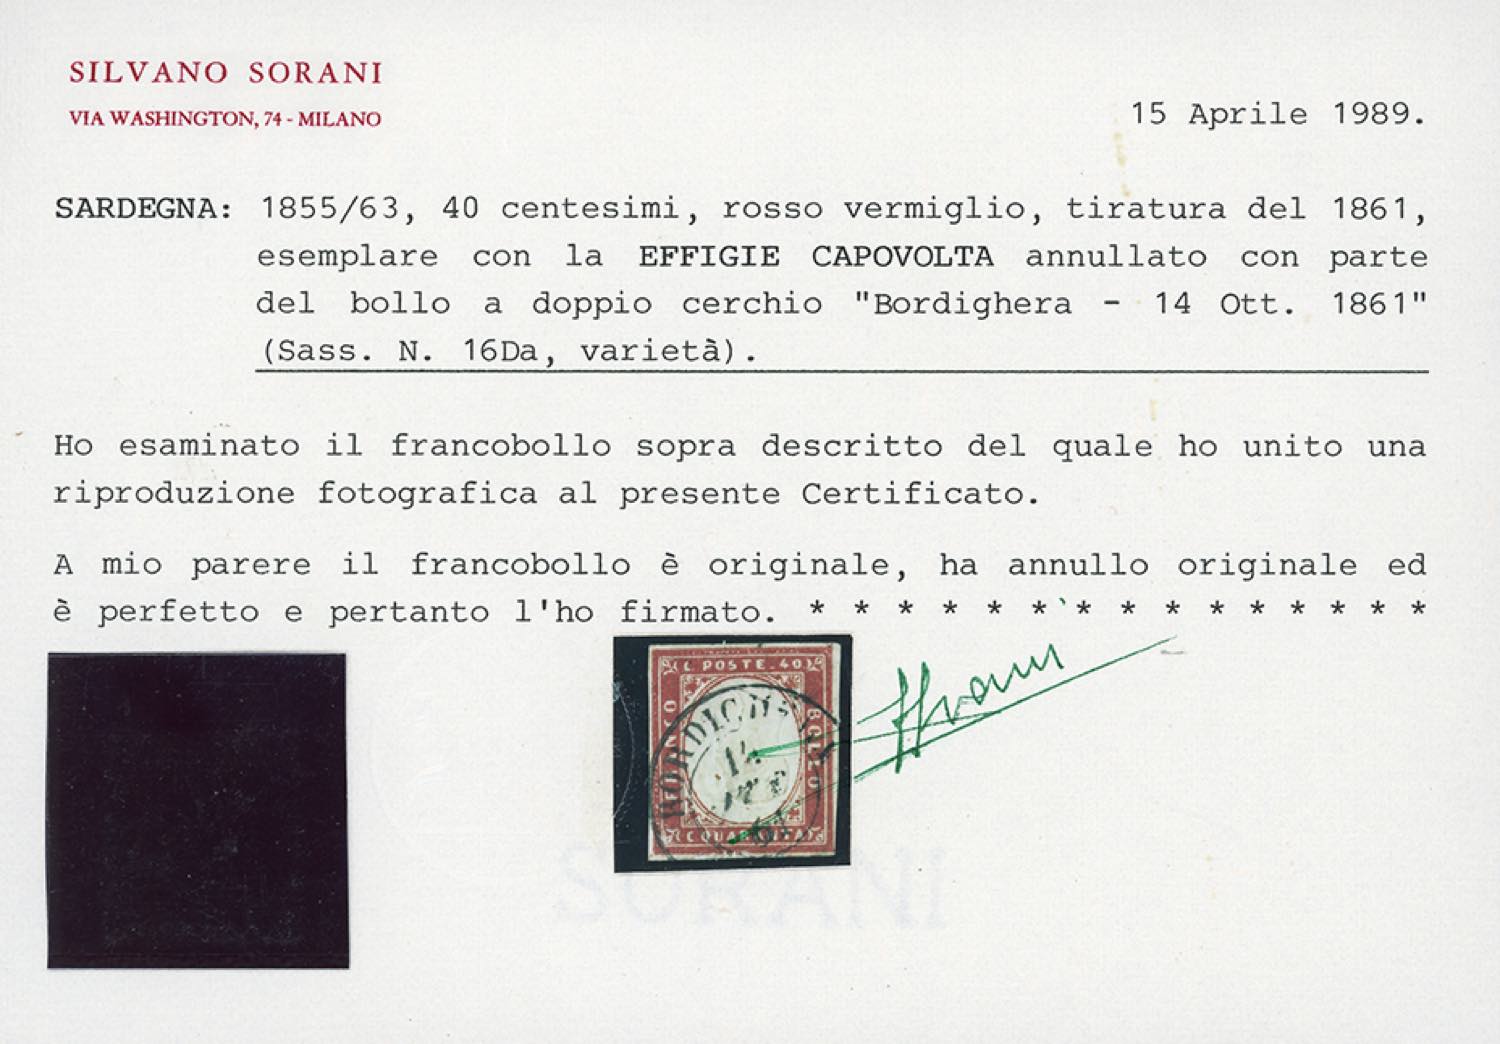 SILVANO SORANI
VIA WASHINGTON, 74 - MILANO
15 Aprile 1989.
SARDEGNA: 1855/63, 40 centesimi, rosso vermiglio, tiratura del 1861,
esemplare con la EFFIGIE CAPOVOLTA annullato con parte
del bollo a doppio cerchio "Bordighera - 14 Ott. 1861"
(Sass. N. 16Da, varietà).
Ho esaminato il francobollo sopra descritto del quale ho unito una
riproduzione fotografica al presente Certificato.
A mio parere il francobollo è originale, ha annullo originale ed
è perfetto e pertanto l'ho firmato. * * * * * * * * * * * * * * *
C. POSTE. 40
BOLLO
14
61
SORANI